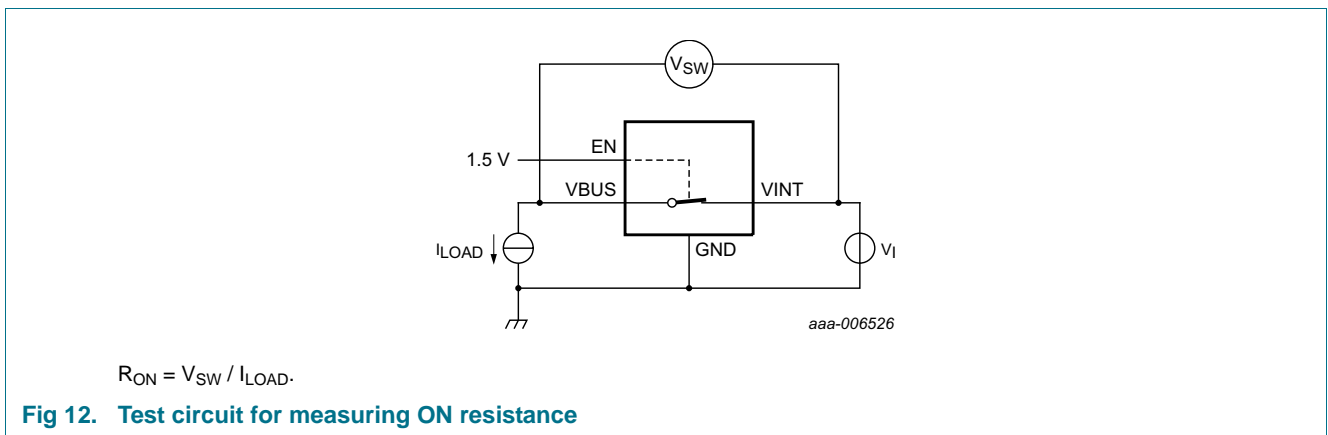 VSW
EN
1.5 V
VBUS
VINT
ILOAD
GND
VI
aaa-006526
RON = VSW / ILOAD.
Fig 12. Test circuit for measuring ON resistance